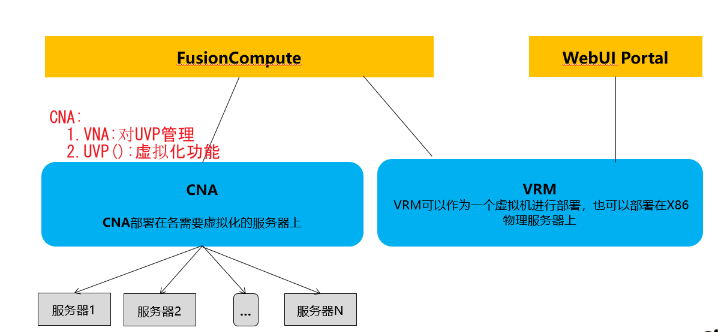 FusionCompute
WebUI Portal
CNA:
1.VNA:对UVP管理
2.UVP():虚拟化功能
CNA
CNA部署在各需要虚拟化的服务器上
VRM
VRM可以作为一个虚拟机进行部署，也可以部署在X86
物理服务器上
服务器1
服务器2
...
服务器N